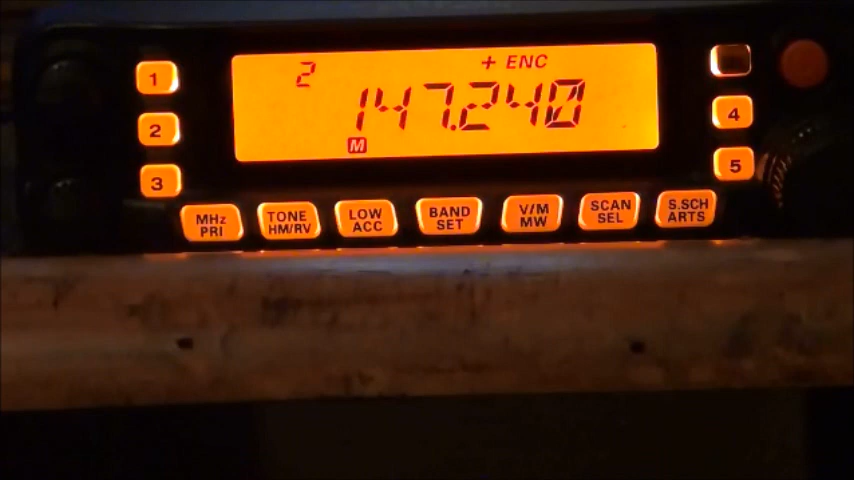 2 + ENC
147.240
M
1
2
3
4
5
MHz TONE LOW BAND V/M SCAN S.SCH
PRI HM/RV ACC SET MW SEL ARTS